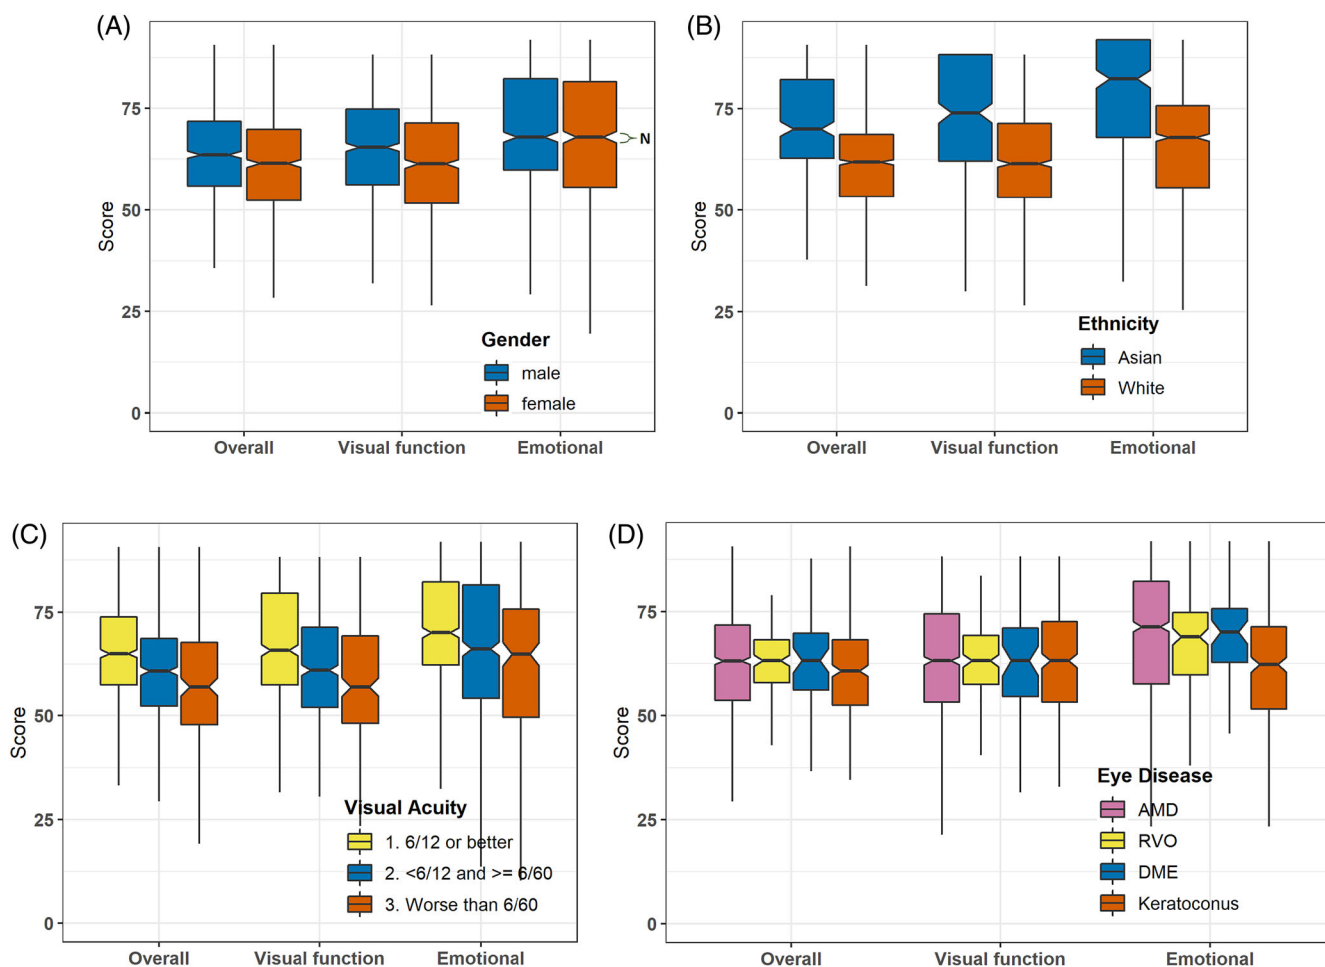 (A)
75
50
25
0
Score
N
Gender
male
female
Overall Visual function Emotional
(B)
75
50
25
0
Score
Ethnicity
Asian
White
Overall Visual function Emotional
(C)
75
50
25
0
Score
Visual Acuity
1. 6/12 or better
2. <6/12 and >= 6/60
3. Worse than 6/60
Overall Visual function Emotional
(D)
75
50
25
0
Score
Eye Disease
AMD
RVO
DME
Keratoconus
Overall Visual function Emotional